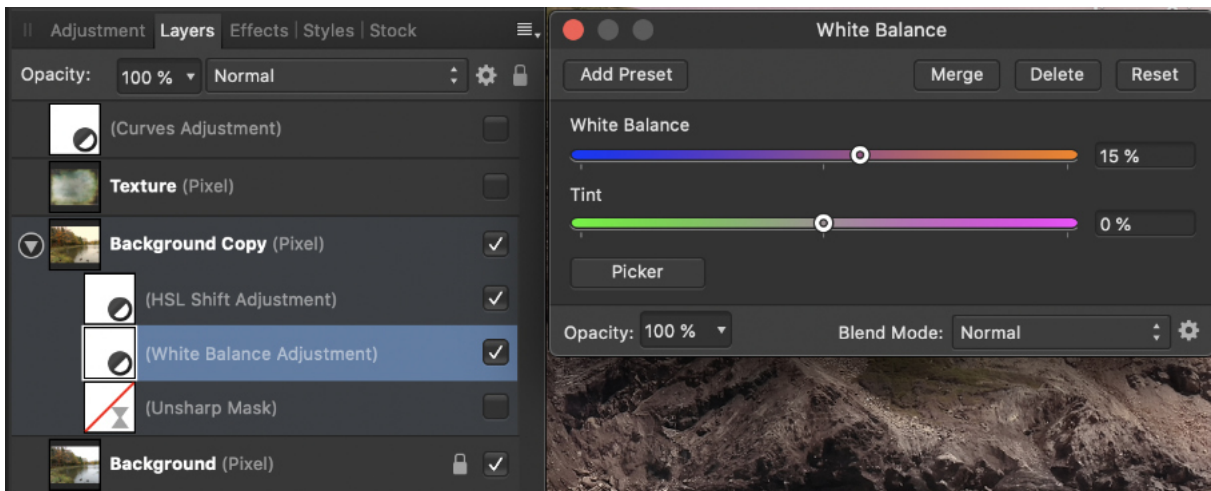 Adjustment Layers Effects | Styles | Stock
Opacity: 100 % Normal
(Curves Adjustment)
Texture (Pixel)
Background Copy (Pixel)
(HSL Shift Adjustment)
(White Balance Adjustment)
(Unsharp Mask)
Background (Pixel)
White Balance
Add Preset Merge Delete Reset
White Balance
15 %
Tint
0 %
Picker
Opacity: 100 % Blend Mode: Normal